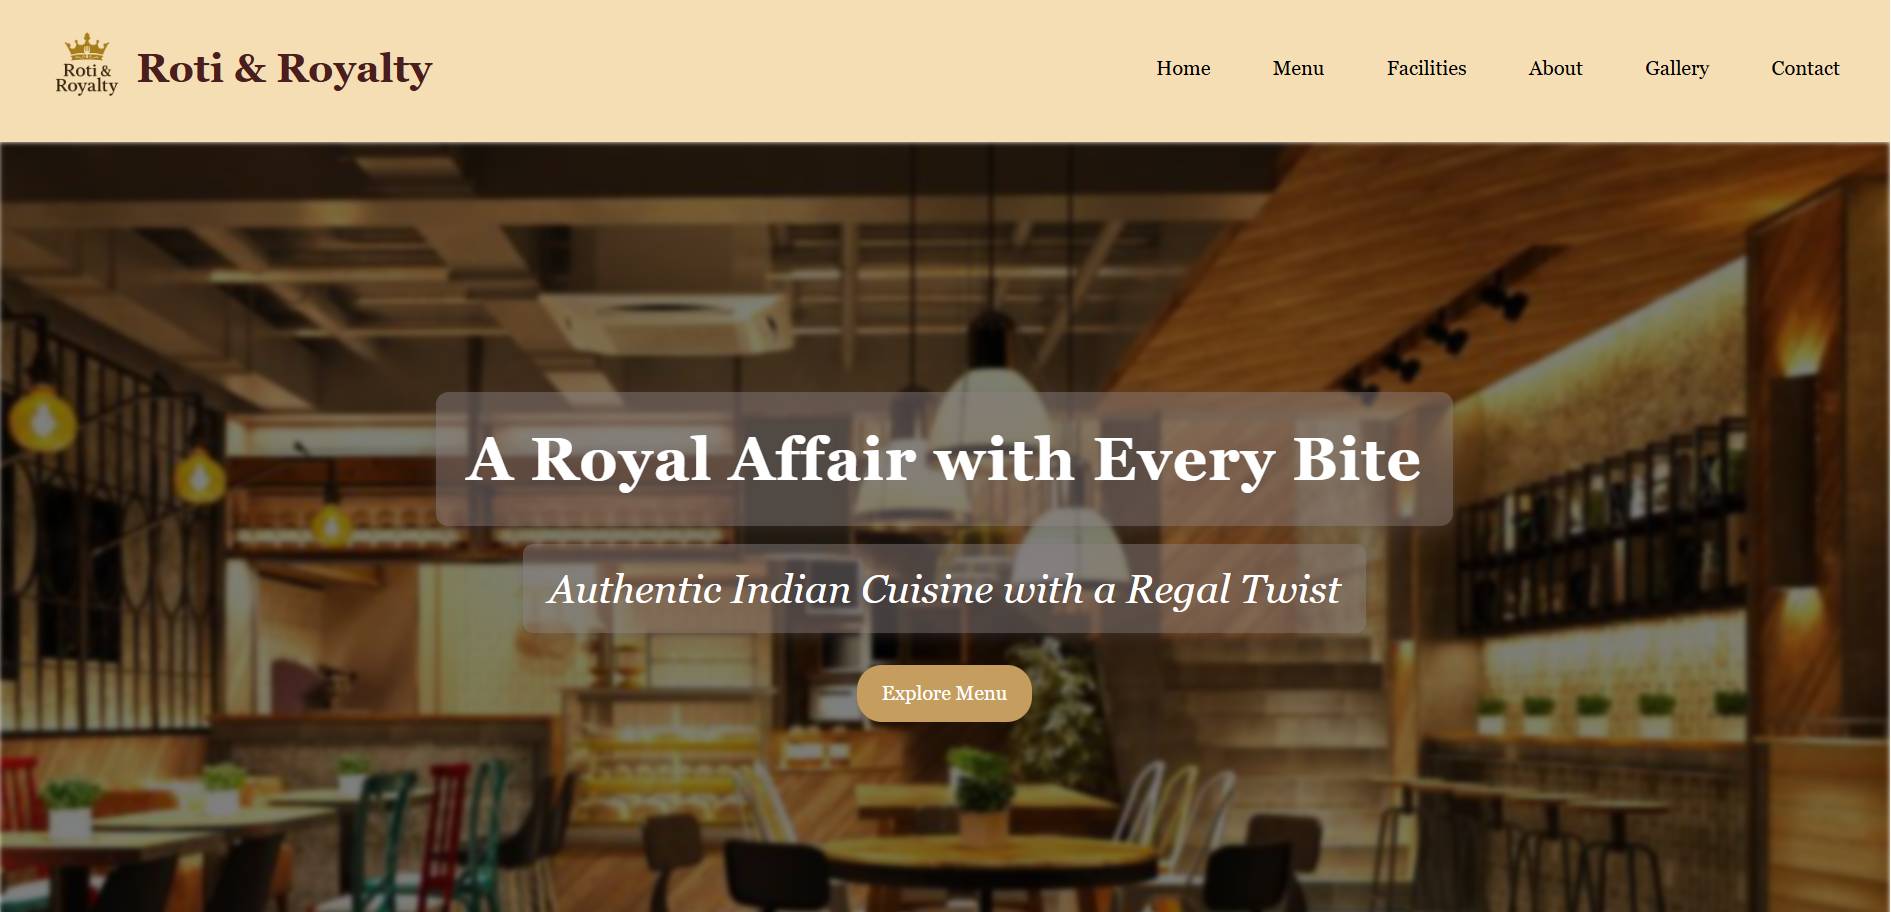 Roti &
Royalty
Roti & Royalty
Home
Menu
Facilities
About
Gallery
Contact
A Royal Affair with Every Bite
Authentic Indian Cuisine with a Regal Twist
Explore Menu